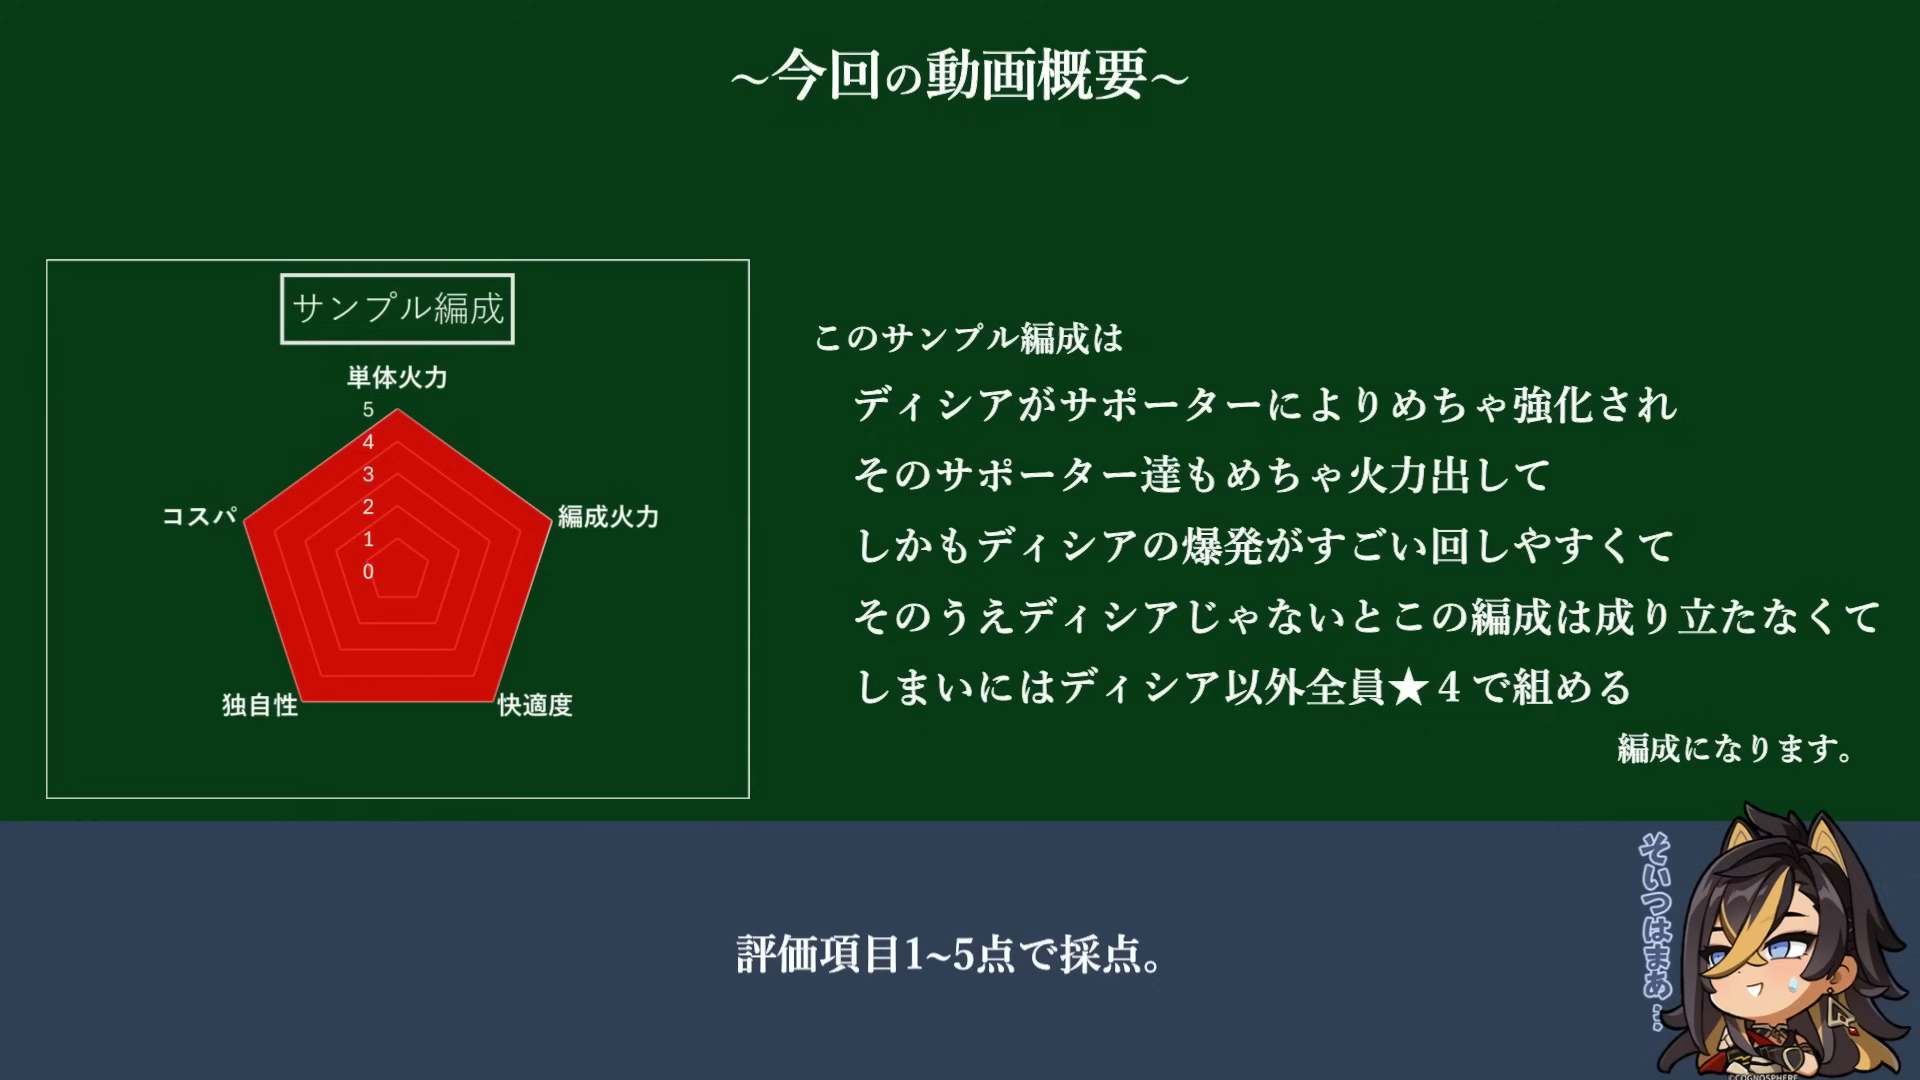 ~今回の動画概要~
サンプル編成
単体火力
5
4
3
2
1
0
コスパ
編成火力
独自性
快適度
このサンプル編成は
ディシアがサポーターによりめちゃ強化され
そのサポーター達もめちゃ火力出して
しかもディシアの爆発がすごい回しやすくて
そのうえディシアじゃないとこの編成は成り立たなくて
しまいにはディシア以外全員★4で組める
編成になります。
評価項目1~5点で採点。
そいつはまあ…
©COGNOSPHERE